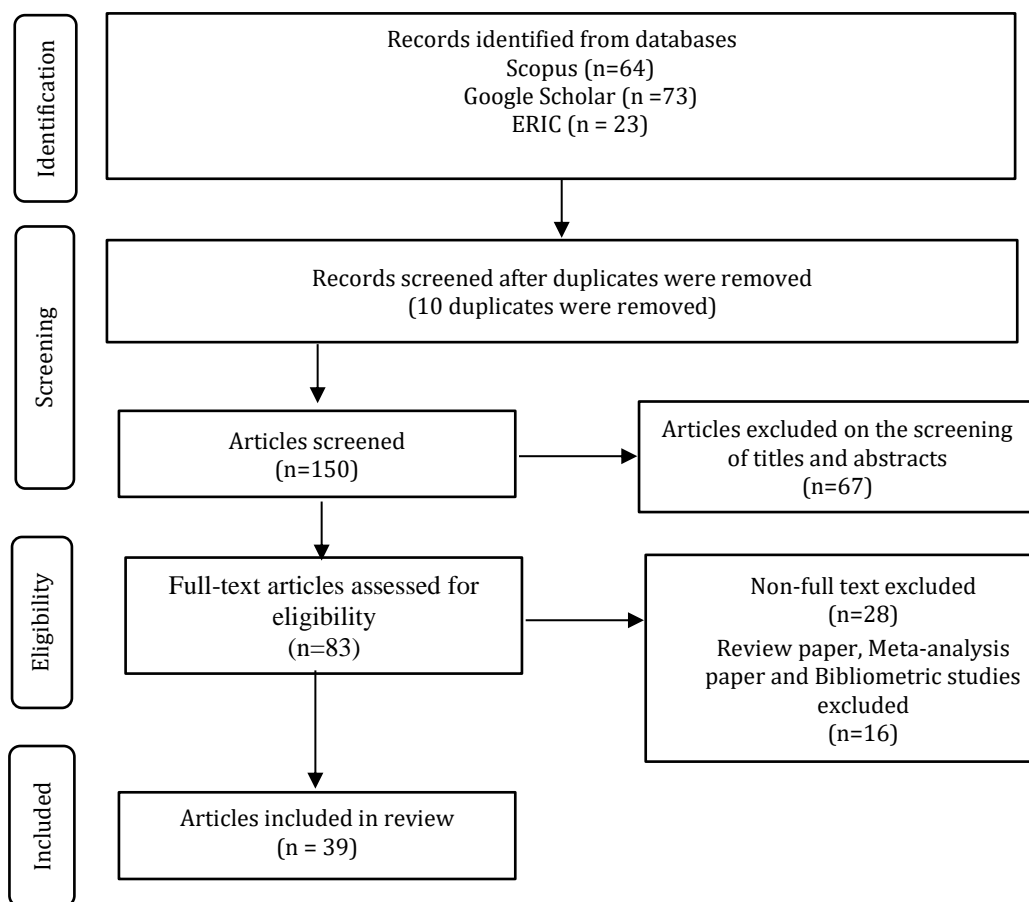 Identification
Records identified from databases
Scopus (n=64)
Google Scholar (n =73)
ERIC (n = 23)
Screening
Records screened after duplicates were removed
(10 duplicates were removed)
Articles screened
(n=150)
Articles excluded on the screening
of titles and abstracts
(n=67)
Eligibility
Full-text articles assessed for
eligibility
(n=83)
Non-full text excluded
(n=28)
Review paper, Meta-analysis
paper and Bibliometric studies
excluded
(n=16)
Included
Articles included in review
(n = 39)